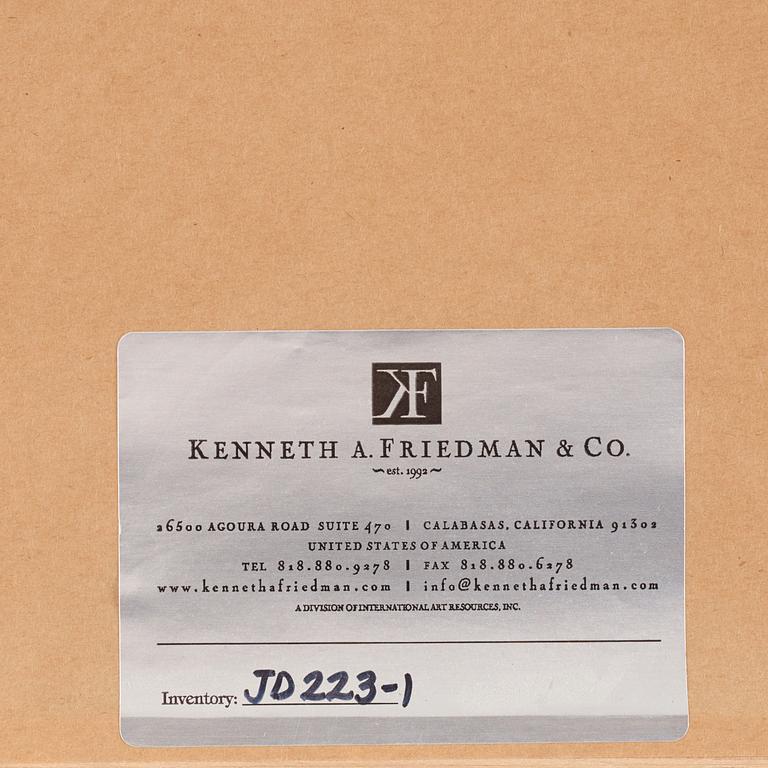 KF
KENNETH A. FRIEDMAN & CO.
~est. 1992~
26500 AGOURA ROAD SUITE 470 | CALABASAS, CALIFORNIA 91302
UNITED STATES OF AMERICA
TEL 818.880.9278 | FAX 818.880.6278
www.kennethafriedman.com | info@kennethafriedman.com
A DIVISION OF INTERNATIONAL ART RESOURCES, INC.
Inventory: JD223-1